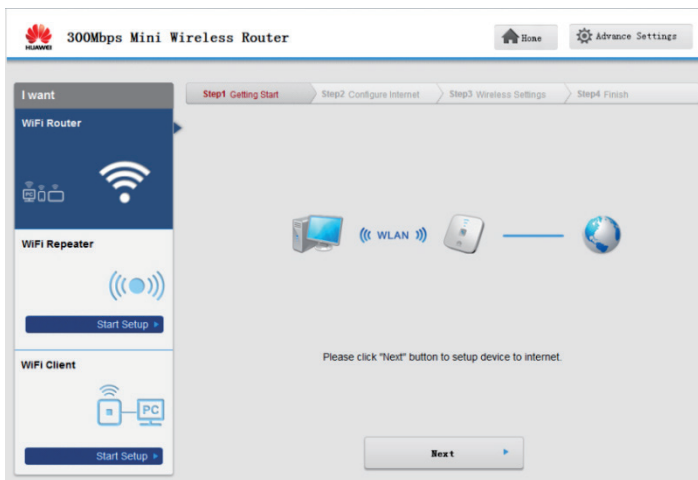 HUAWEI
300Mbps Mini Wireless Router
Home
Advance Settings
I want
WiFi Router
PC
WiFi Repeater
Start Setup
WiFi Client
PC
Start Setup
Step1 Getting Start
Step2 Configure Internet
Step3 Wireless Settings
Step4 Finish
WLAN
Please click "Next" button to setup device to internet.
Next